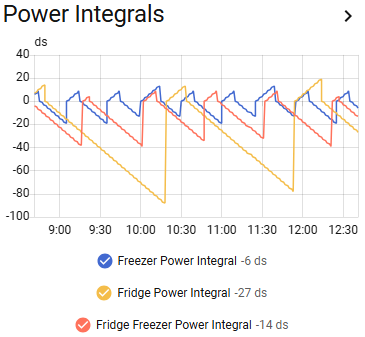 Power Integrals
ds
40
20
0
-20
-40
-60
-80
-100
9:00 9:30 10:00 10:30 11:00 11:30 12:00 12:30
Freezer Power Integral -6 ds
Fridge Power Integral -27 ds
Fridge Freezer Power Integral -14 ds